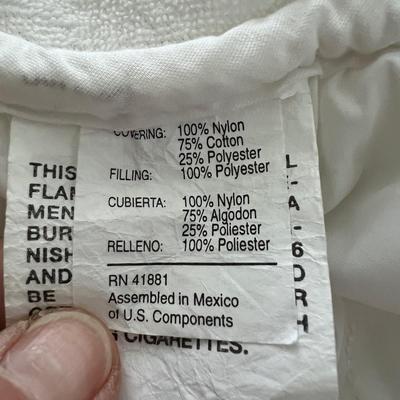 COVERING: 100% Nylon
75% Cotton
25% Polyester
FILLING: 100% Polyester
CUBIERTA: 100% Nylon
75% Algodon
25% Poliester
RELLENO: 100% Poliester
RN 41881
Assembled in Mexico
of U.S. Components
THIS
FLAM
MEN
BUR
NISH
AND
BE
CIGARETTES.
L
-
A
-
6
D
R
H